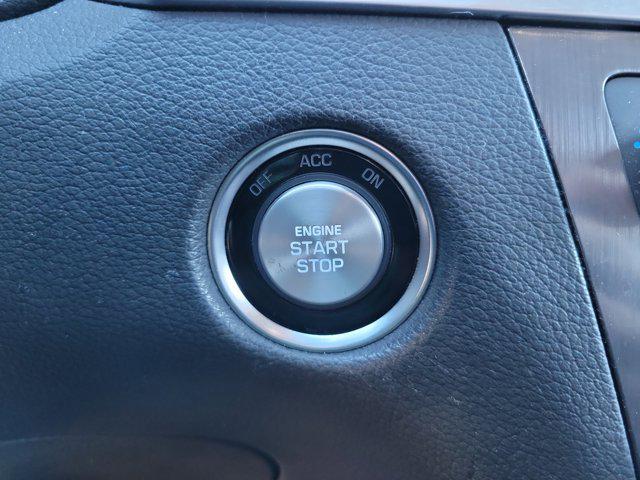 OFF ACC ON
ENGINE
START
STOP